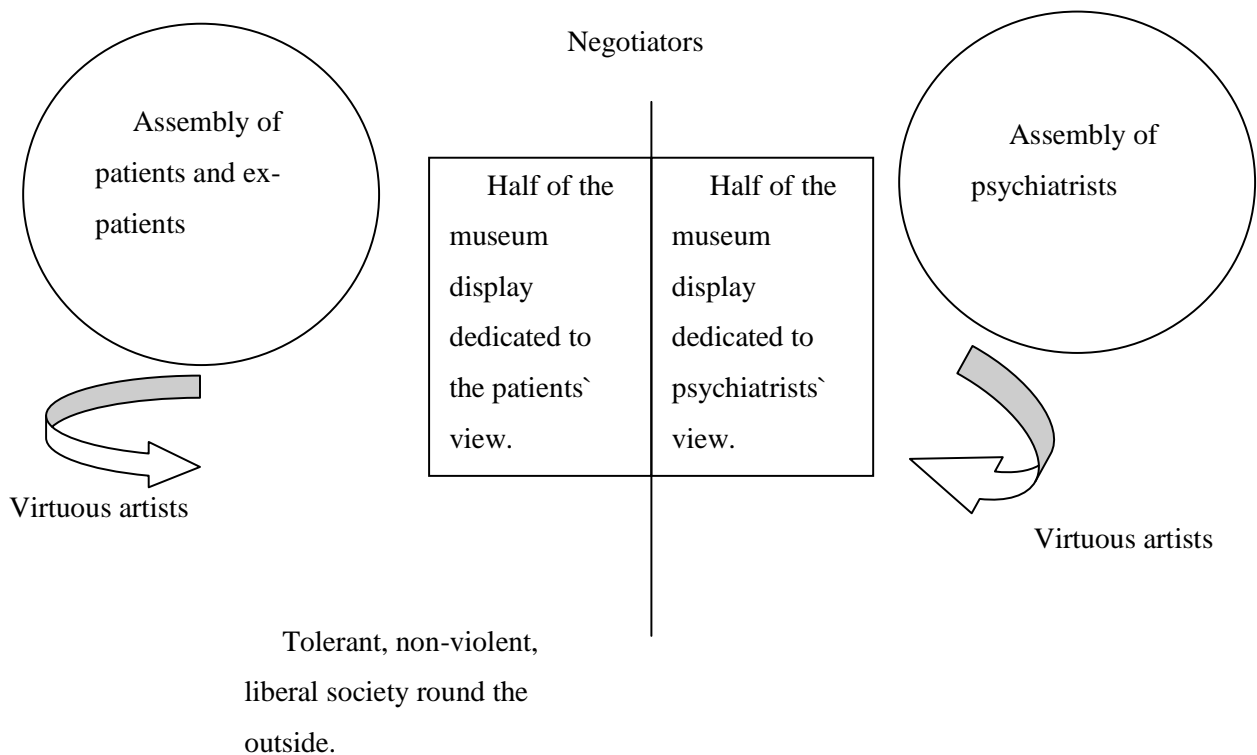 Negotiators
Assembly of
patients and ex-
patients
Assembly of
psychiatrists
Half of the
museum
display
dedicated to
the patients`
view.
Half of the
museum
display
dedicated to
psychiatrists`
view.
Virtuous artists
Virtuous artists
Tolerant, non-violent,
liberal society round the
outside.